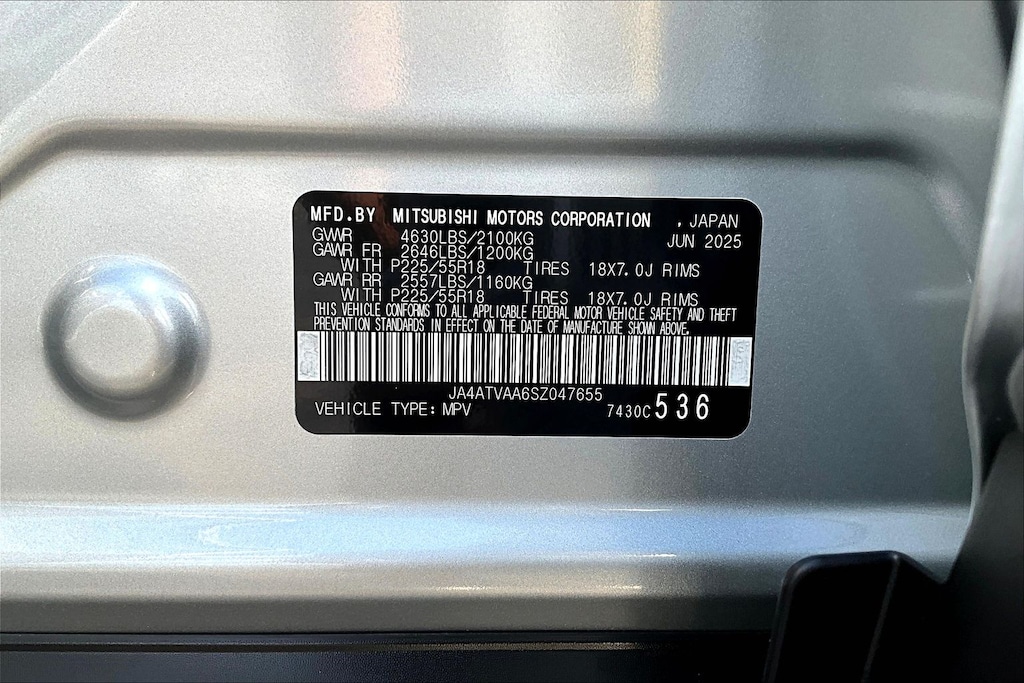 MFD.BY MITSUBISHI MOTORS CORPORATION , JAPAN
GVWR 4630LBS/2100KG JUN 2025
GAWR FR 2646LBS/1200KG
WITH P225/55R18 TIRES 18X7.0J RIMS
GAWR RR 2557LBS/1160KG
WITH P225/55R18 TIRES 18X7.0J RIMS
THIS VEHICLE CONFORMS TO ALL APPLICABLE FEDERAL MOTOR VEHICLE SAFETY AND THEFT
PREVENTION STANDARDS IN EFFECT ON THE DATE OF MANUFACTURE SHOWN ABOVE.
JA4ATVAA6SZ047655
VEHICLE TYPE: MPV 7430C 536